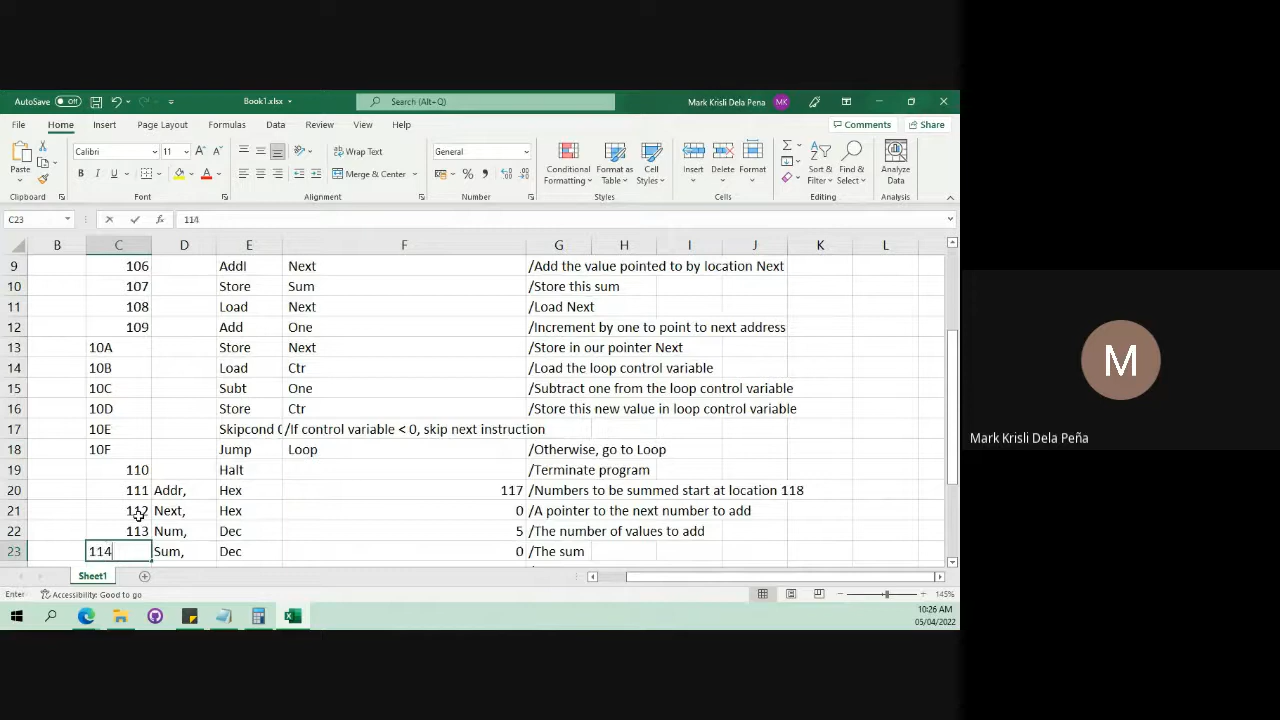 AutoSave Off Book1.xlsx Search (Alt+Q) Mark Krisli Dela Pena MK
File Home Insert Page Layout Formulas Data Review View Help Comments Share
Paste Calibri 11 A A Wrap Text General Conditional Formatting Format as Table Cell Styles Insert Delete Format Sort & Filter Find & Select Analyze Data
B I U A Merge & Center % 9
Clipboard Font Alignment Number Styles Cells Editing Analysis
C23 fx 114
B C D E F G H I J K L
9 106 AddI Next /Add the value pointed to by location Next
10 107 Store Sum /Store this sum
11 108 Load Next /Load Next
12 109 Add One /Increment by one to point to next address
13 10A Store Next /Store in our pointer Next
14 10B Load Ctr /Load the loop control variable
15 10C Subt One /Subtract one from the loop control variable
16 10D Store Ctr /Store this new value in loop control variable
17 10E Skipcond /If control variable < 0, skip next instruction
18 10F Jump Loop /Otherwise, go to Loop
19 110 Halt /Terminate program
20 111 Addr, Hex 117 /Numbers to be summed start at location 118
21 112 Next, Hex 0 /A pointer to the next number to add
22 113 Num, Dec 5 /The number of values to add
23 114 Sum, Dec 0 /The sum
Sheet1
Enter Accessibility: Good to go 145%
10:26 AM
05/04/2022
M
Mark Krisli Dela Peña